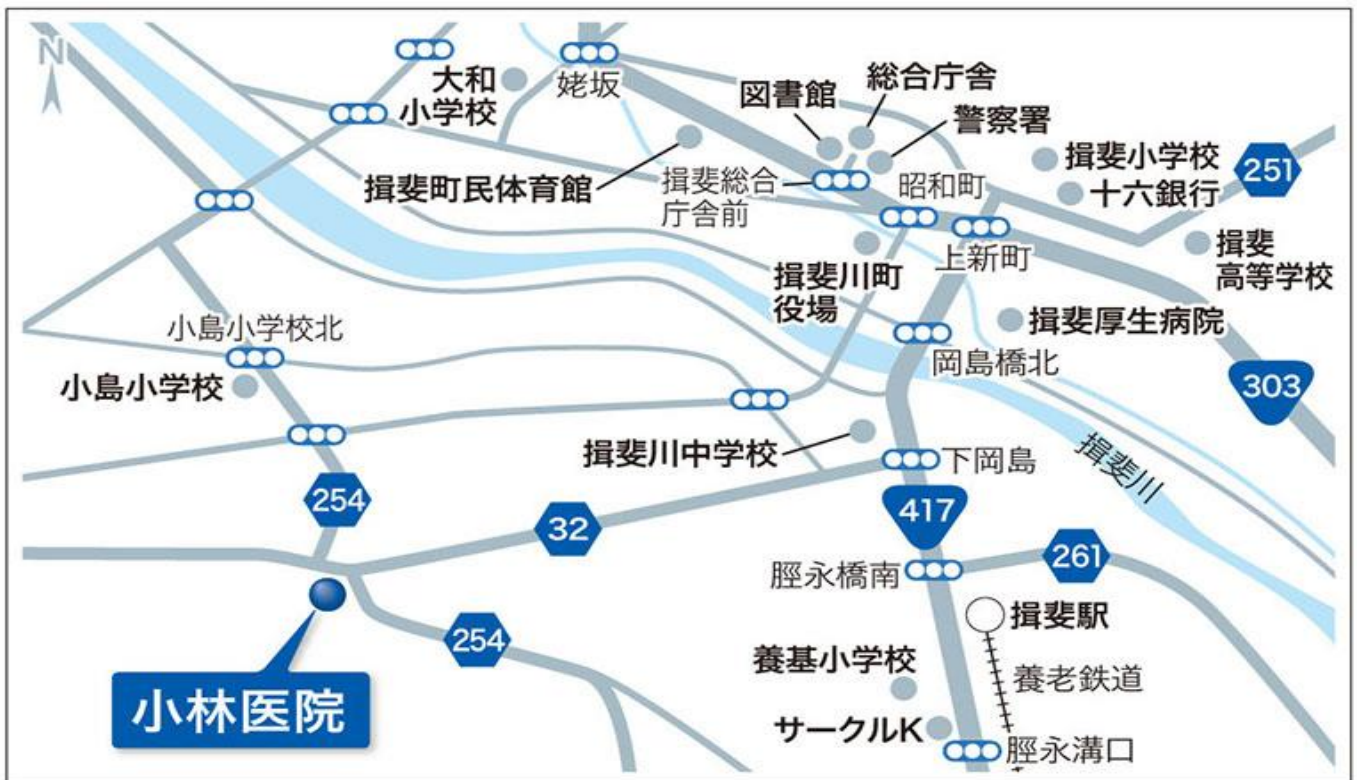 N
大和
小学校
姥坂
図書館
総合庁舎
警察署
揖斐小学校
十六銀行
251
揖斐町民体育館
揖斐総合
庁舎前
昭和町
上新町
揖斐
高等学校
揖斐川町
役場
揖斐厚生病院
小島小学校北
小島小学校
岡島橋北
303
揖斐川中学校
下岡島
揖斐川
254
32
417
脛永橋南
261
揖斐駅
254
養基小学校
養老鉄道
小林医院
サークルK
脛永溝口